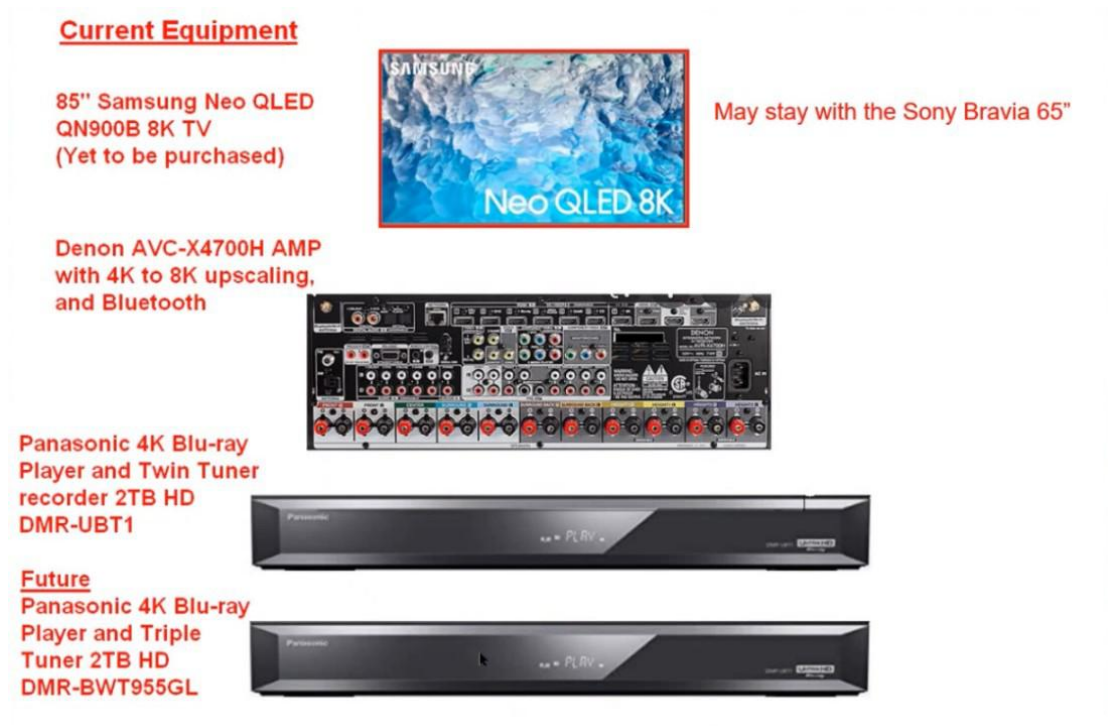 Current Equipment
SAMSUNG
85" Samsung Neo QLED
QN900B 8K TV
(Yet to be purchased)
May stay with the Sony Bravia 65”
Neo QLED 8K
Denon AVC-X4700H AMP
with 4K to 8K upscaling,
and Bluetooth
DENON
Panasonic 4K Blu-ray
Player and Twin Tuner
recorder 2TB HD
DMR-UBT1
Panasonic
PLAY
Future
Panasonic 4K Blu-ray
Player and Triple
Tuner 2TB HD
DMR-BWT955GL
Panasonic
PLAY